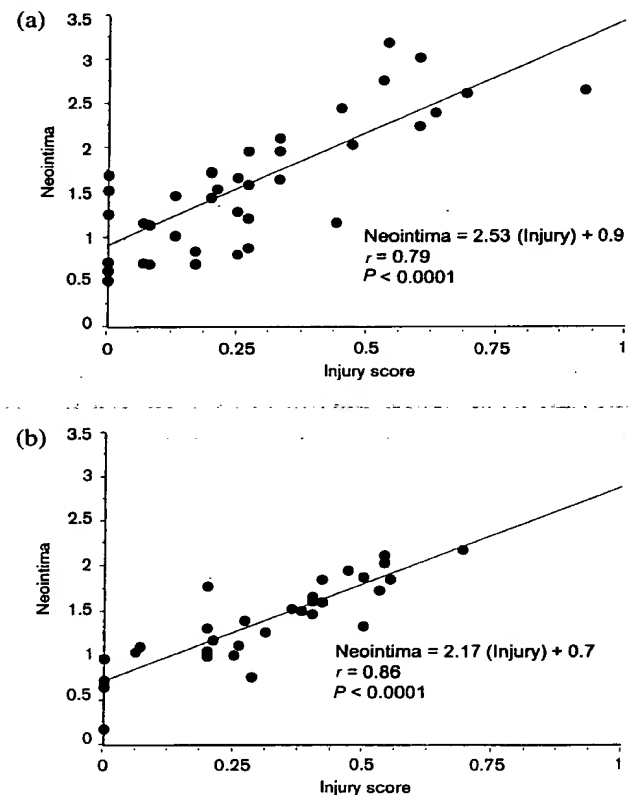 (a)
3.5
3
2.5
2
1.5
1
0.5
0
Neointima
Neointima = 2.53 (Injury) + 0.9
r = 0.79
P < 0.0001
0 0.25 0.5 0.75 1
Injury score
(b)
3.5
3
2.5
2
1.5
1
0.5
0
Neointima
Neointima = 2.17 (Injury) + 0.7
r = 0.86
P < 0.0001
0 0.25 0.5 0.75 1
Injury score